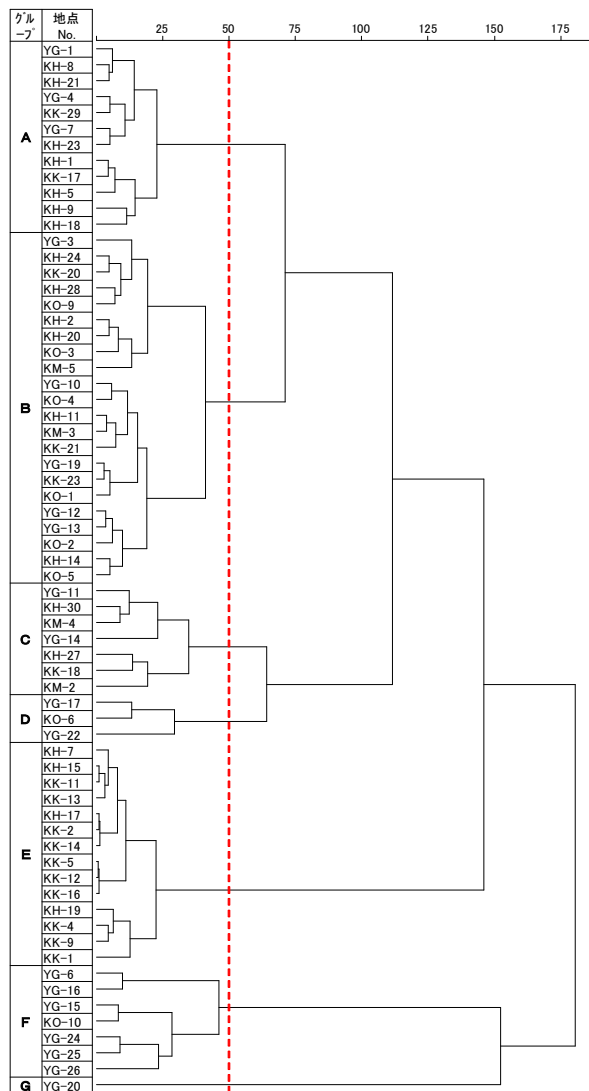 ｸﾞﾙｰﾌﾟ 地点No. 25 50 75 100 125 150 175
A
YG-1
KH-8
KH-21
YG-4
KK-29
YG-7
KH-23
KH-1
KK-17
KH-5
KH-9
KH-18
B
YG-3
KH-24
KK-20
KH-28
KO-9
KH-2
KH-20
KO-3
KM-5
YG-10
KO-4
KH-11
KM-3
KK-21
YG-19
KK-23
KO-1
YG-12
YG-13
KO-2
KH-14
KO-5
C
YG-11
KH-30
KM-4
YG-14
KH-27
KK-18
KM-2
D
YG-17
KO-6
YG-22
E
KH-7
KH-15
KK-11
KK-13
KH-17
KK-2
KK-14
KK-5
KK-12
KK-16
KH-19
KK-4
KK-9
KK-1
F
YG-6
YG-16
YG-15
KO-10
YG-24
YG-25
YG-26
G
YG-20